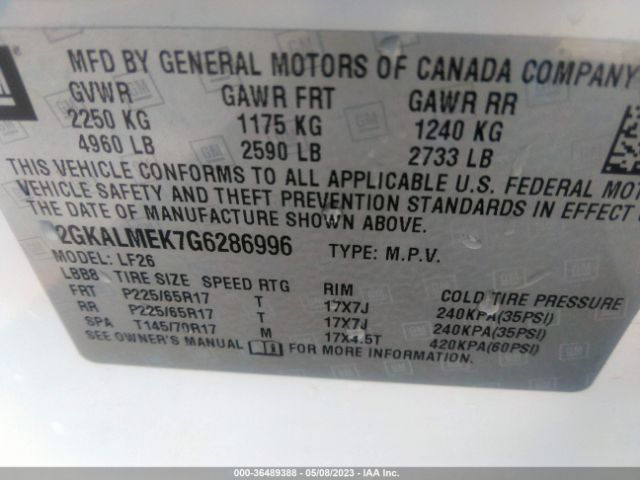 GM
MFD BY GENERAL MOTORS OF CANADA COMPANY
GVWR GAWR FRT GAWR RR
2250 KG 1175 KG 1240 KG
4960 LB 2590 LB 2733 LB
THIS VEHICLE CONFORMS TO ALL APPLICABLE U.S. FEDERAL
VEHICLE SAFETY AND THEFT PREVENTION STANDARDS IN EFFECT
THE DATE OF MANUFACTURE SHOWN ABOVE.
2GKALMEK7G6286996 TYPE: M.P.V.
MODEL: LF26
LBB8 TIRE SIZE SPEED RTG RIM COLD TIRE PRESSURE
FRT P225/65R17 T 17X7J 240KPA(35PSI)
RR P225/65R17 T 17X7J 240KPA(35PSI)
SPA T145/70R17 M 17X4.5T 420KPA(60PSI)
SEE OWNER'S MANUAL FOR MORE INFORMATION.
000-36489388 - 05/08/2023 - IAA Inc.